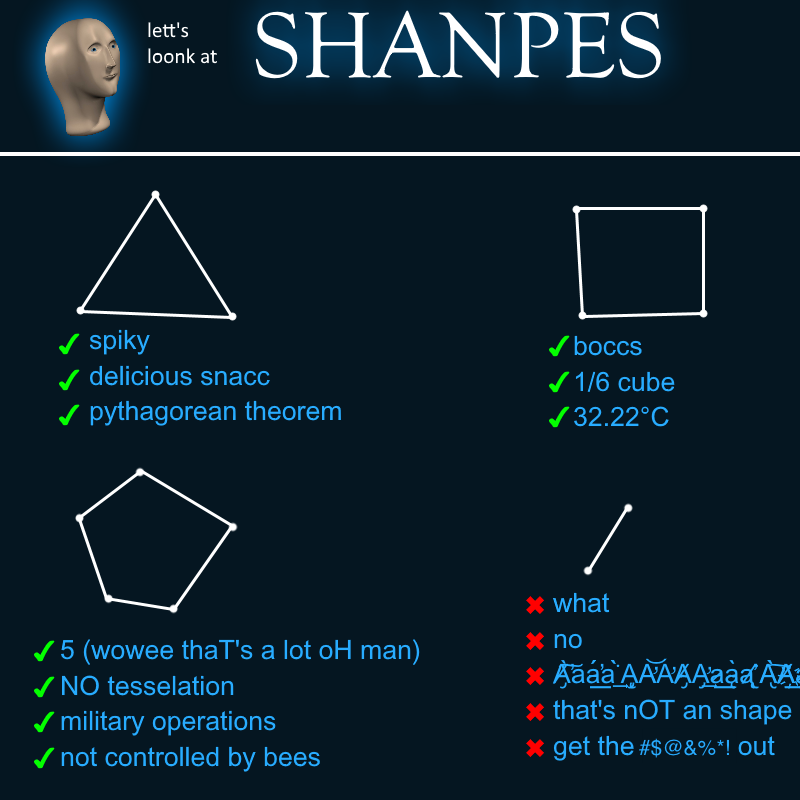 lett's
loonk at
SHANPES
spiky
delicious snacc
pythagorean theorem
boccs
1/6 cube
32.22°C
5 (wowee thaT's a lot oH man)
NO tesselation
military operations
not controlled by bees
what
no
that's nOT an shape
get the #$@&%*! out